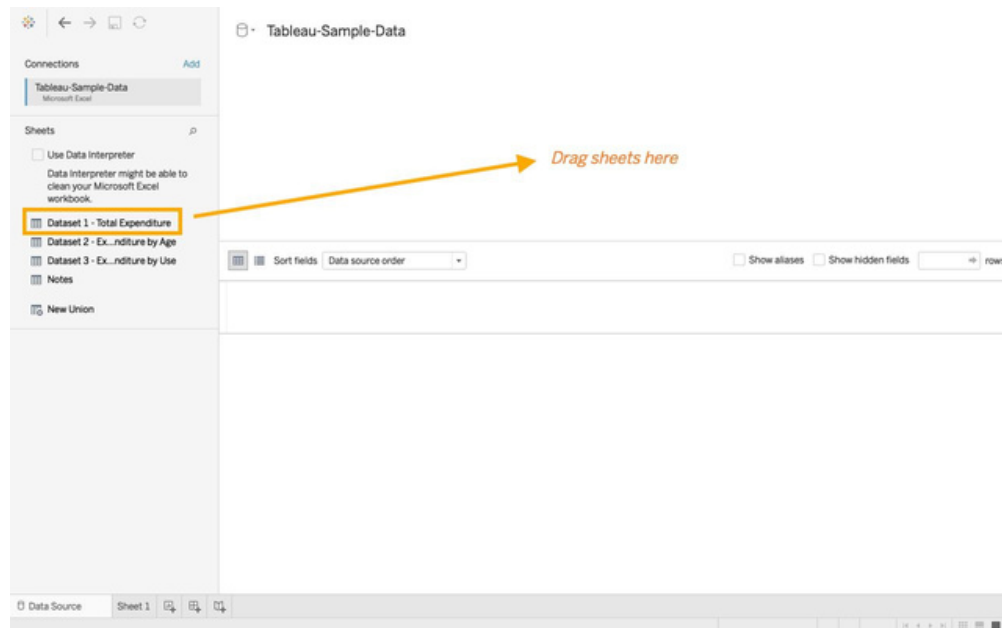 Tableau-Sample-Data
Connections Add
Tableau-Sample-Data
Microsoft Excel
Sheets
Use Data Interpreter
Data Interpreter might be able to
clean your Microsoft Excel
workbook.
Dataset 1 - Total Expenditure
Dataset 2 - Ex...nditure by Age
Dataset 3 - Ex...nditure by Use
Notes
New Union
Drag sheets here
Sort fields Data source order Show aliases Show hidden fields rows
Data Source Sheet 1